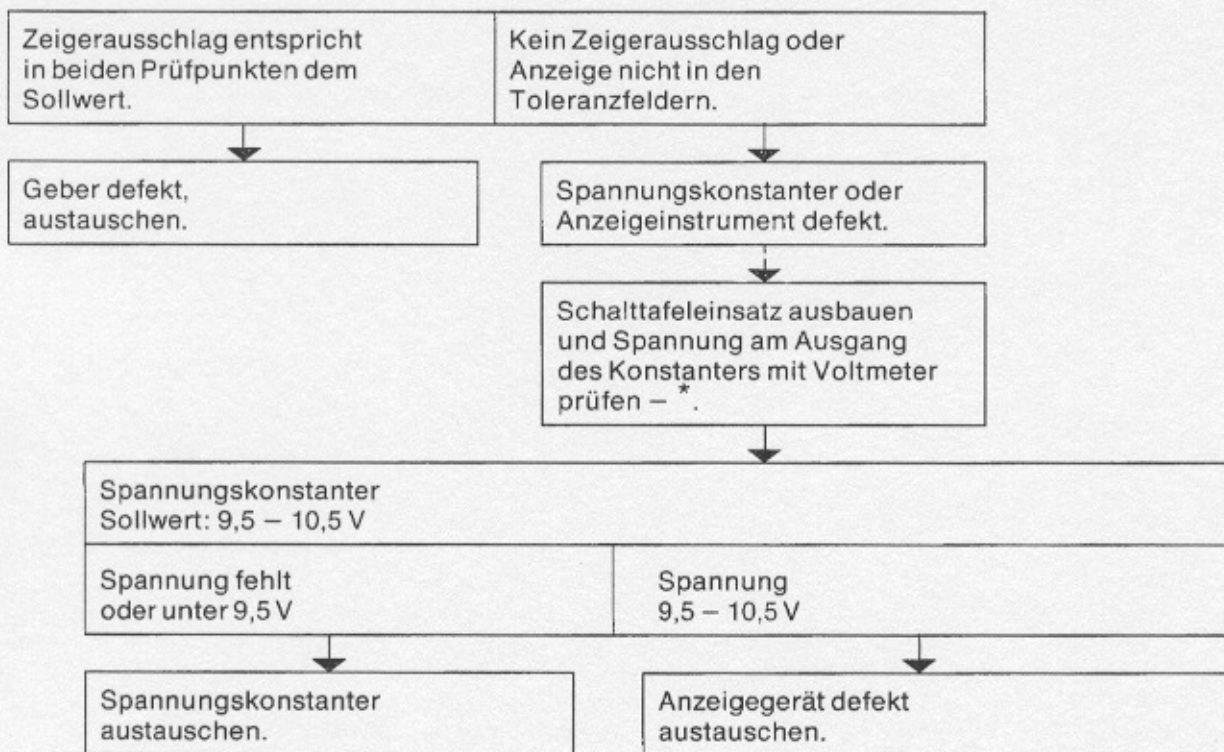 Zeigerausschlag entspricht
in beiden Prüfpunkten dem
Sollwert.
Kein Zeigerausschlag oder
Anzeige nicht in den
Toleranzfeldern.
Geber defekt,
austauschen.
Spannungskonstanter oder
Anzeigeinstrument defekt.
Schalttafeleinsatz ausbauen
und Spannung am Ausgang
des Konstanters mit Voltmeter
prüfen – *.
Spannungskonstanter
Sollwert: 9,5 – 10,5 V
Spannung fehlt
oder unter 9,5 V
Spannung
9,5 – 10,5 V
Spannungskonstanter
austauschen.
Anzeigegerät defekt
austauschen.